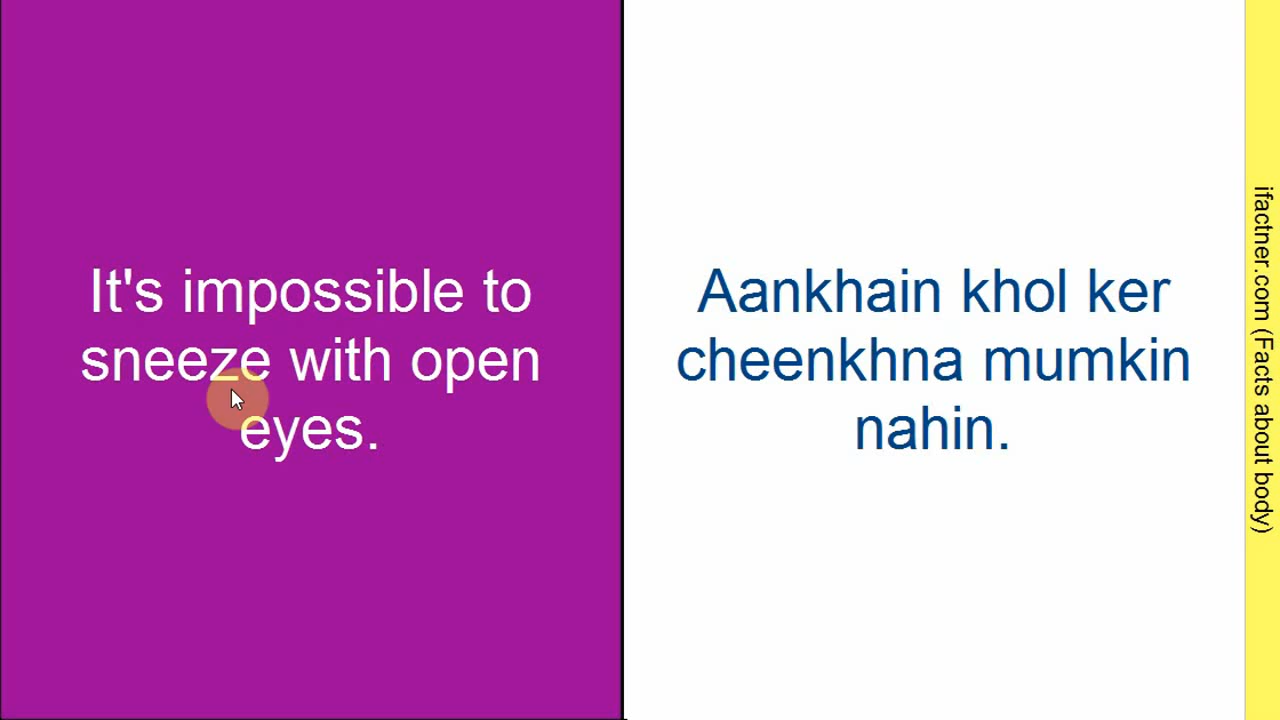 It's impossible to
sneeze with open
eyes.
Aankhain khol ker
cheenkhna mumkin
nahin.
ifactner.com (Facts about body)